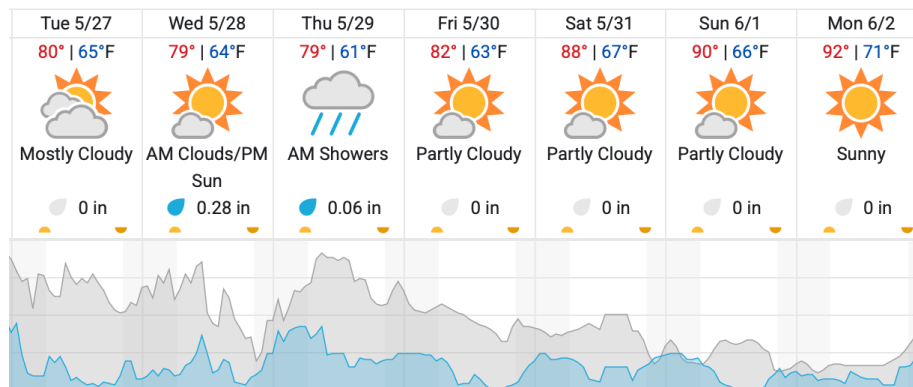 Tue 5/27 Wed 5/28 Thu 5/29 Fri 5/30 Sat 5/31 Sun 6/1 Mon 6/2
80° | 65°F 79° | 64°F 79° | 61°F 82° | 63°F 88° | 67°F 90° | 66°F 92° | 71°F
Mostly Cloudy AM Clouds/PM AM Showers Partly Cloudy Partly Cloudy Partly Cloudy Sunny
Sun
0 in 0.28 in 0.06 in 0 in 0 in 0 in 0 in